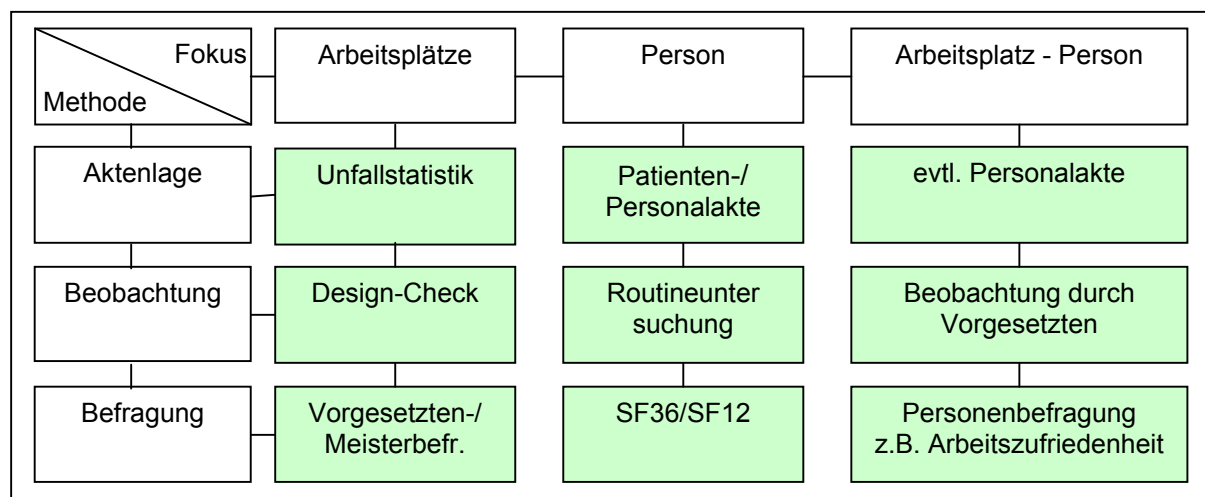 Fokus
Methode
Arbeitsplätze
Person
Arbeitsplatz - Person
Aktenlage
Unfallstatistik
Patienten-/
Personalakte
evtl. Personalakte
Beobachtung
Design-Check
Routineunter
suchung
Beobachtung durch
Vorgesetzten
Befragung
Vorgesetzten-/
Meisterbefr.
SF36/SF12
Personenbefragung
z.B. Arbeitszufriedenheit